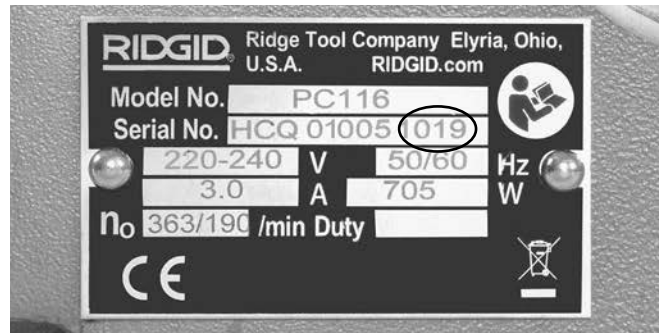 RIDGID® Ridge Tool Company Elyria, Ohio,
U.S.A. RIDGID.com
Model No. PC116
Serial No. HCQ 01005 1019
220-240 V 50/60 Hz
3.0 A 705 W
no 363/190 /min Duty
CE